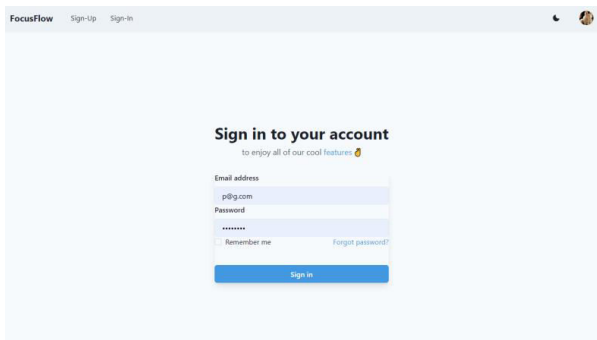 FocusFlow Sign-Up Sign-In
Sign in to your account
to enjoy all of our cool features ✌️
Email address
p@g.com
Password
••••••••
Remember me Forgot password?
Sign in